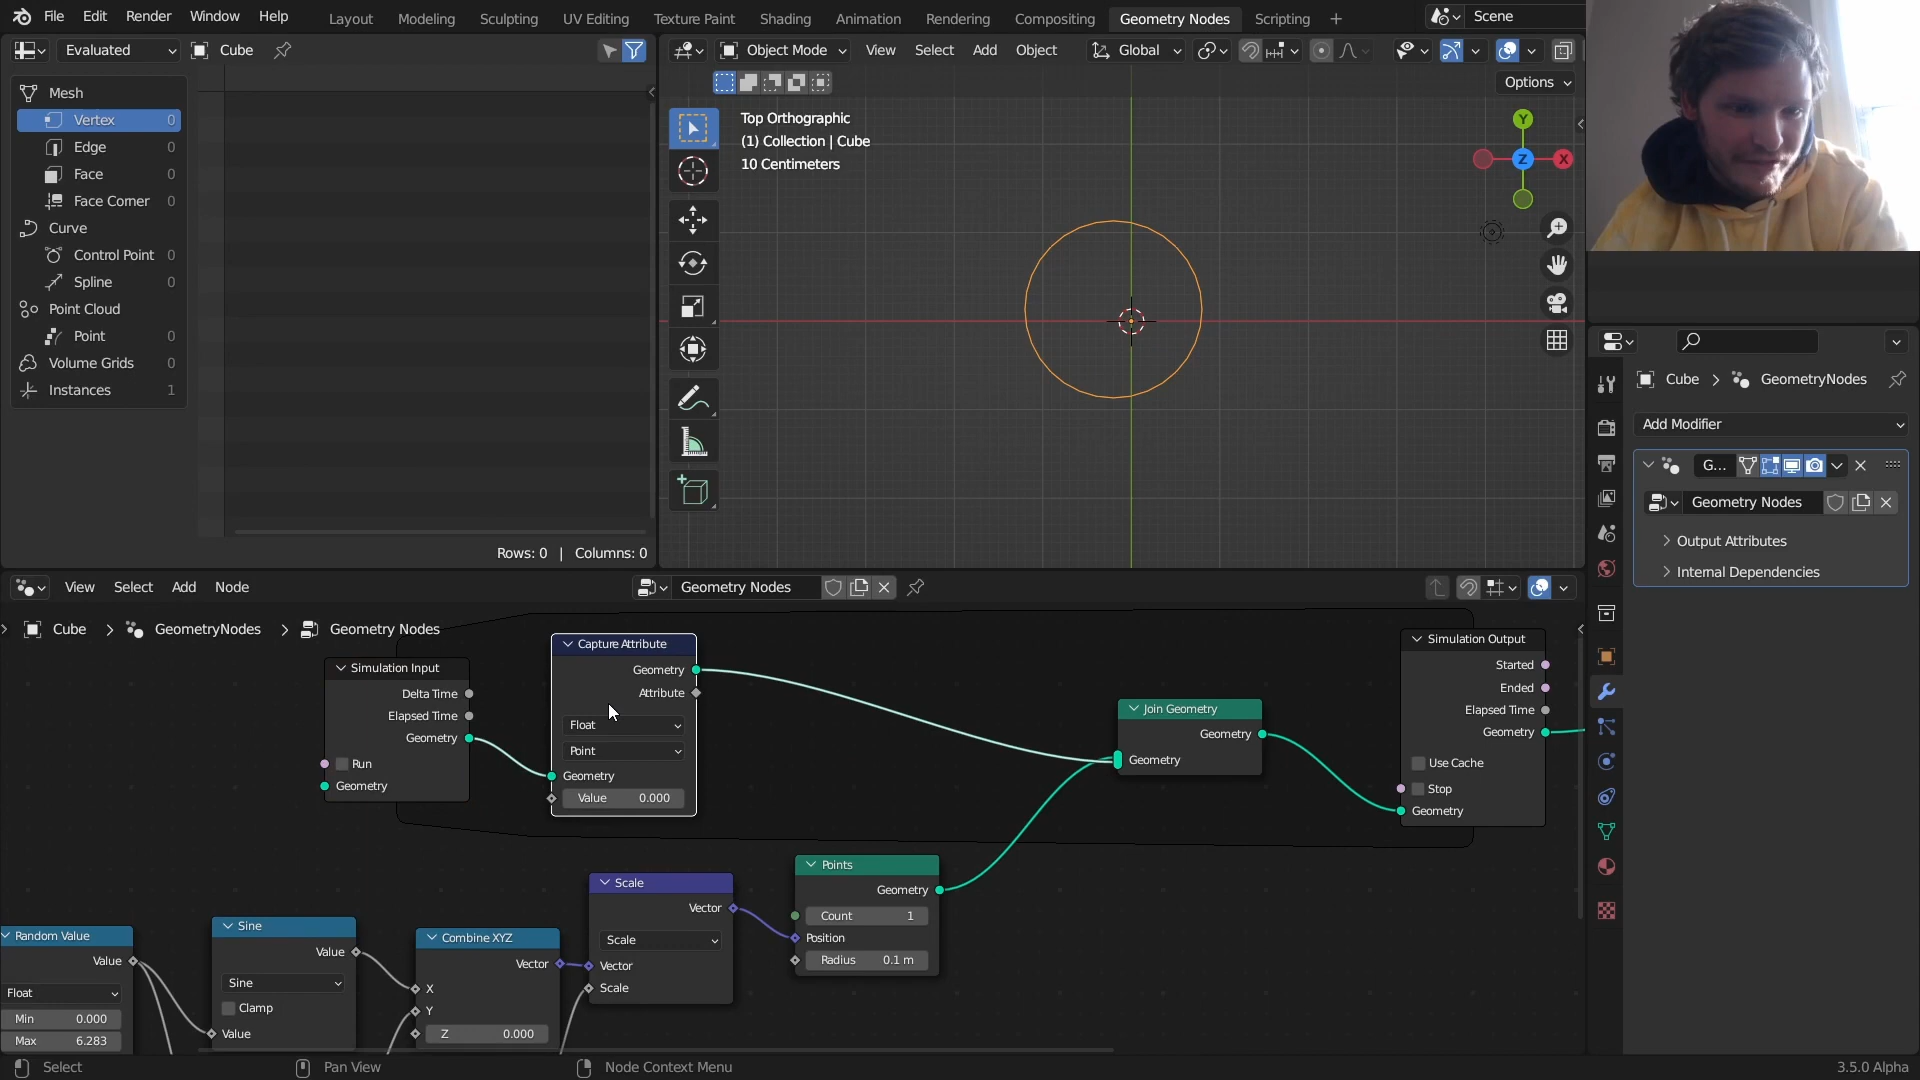 File Edit Render Window Help Layout Modeling Sculpting UV Editing Texture Paint Shading Animation Rendering Compositing Geometry Nodes Scripting + Scene
Evaluated Cube Object Mode View Select Add Object Global
Options
Mesh
Vertex 0
Edge 0
Face 0
Face Corner 0
Curve
Control Point 0
Spline 0
Point Cloud
Point 0
Volume Grids 0
Instances 1
Rows: 0 | Columns: 0
Top Orthographic
(1) Collection | Cube
10 Centimeters
Y
Z
X
Cube > GeometryNodes
Add Modifier
G...
Geometry Nodes
Output Attributes
Internal Dependencies
View Select Add Node Geometry Nodes
Cube > GeometryNodes > Geometry Nodes
Simulation Input
Delta Time
Elapsed Time
Geometry
Run
Geometry
Capture Attribute
Geometry
Attribute
Float
Point
Geometry
Value 0.000
Join Geometry
Geometry
Geometry
Simulation Output
Started
Ended
Elapsed Time
Geometry
Use Cache
Stop
Geometry
Points
Geometry
Count 1
Position
Radius 0.1 m
Scale
Vector
Scale
Vector
Scale
Random Value
Value
Float
Min 0.000
Max 6.283
Sine
Value
Sine
Clamp
Value
Combine XYZ
Vector
X
Y
Z 0.000
Select Pan View Node Context Menu 3.5.0 Alpha